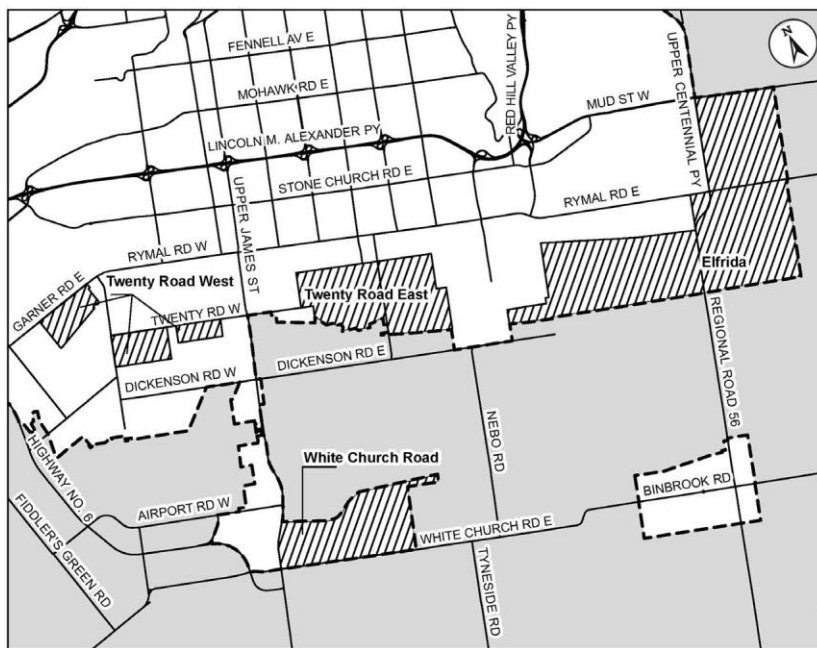 FENNELL AV E
MOHAWK RD E
LINCOLN M. ALEXANDER PY
STONE CHURCH RD E
RED HILL VALLEY PY
MUD ST W
UPPER CENTENNIAL PY
N
RYMAL RD W
RYMAL RD E
UPPER JAMES ST
GARNER RD E
Twenty Road West
TWENTY RD W
Twenty Road East
Elfrida
DICKENSON RD W
DICKENSON RD E
REGIONAL ROAD 56
NEBO RD
HIGHWAY NO. 6
FIDDLER'S GREEN RD
AIRPORT RD W
White Church Road
WHITE CHURCH RD E
BINBROOK RD
TYNESIDE RD